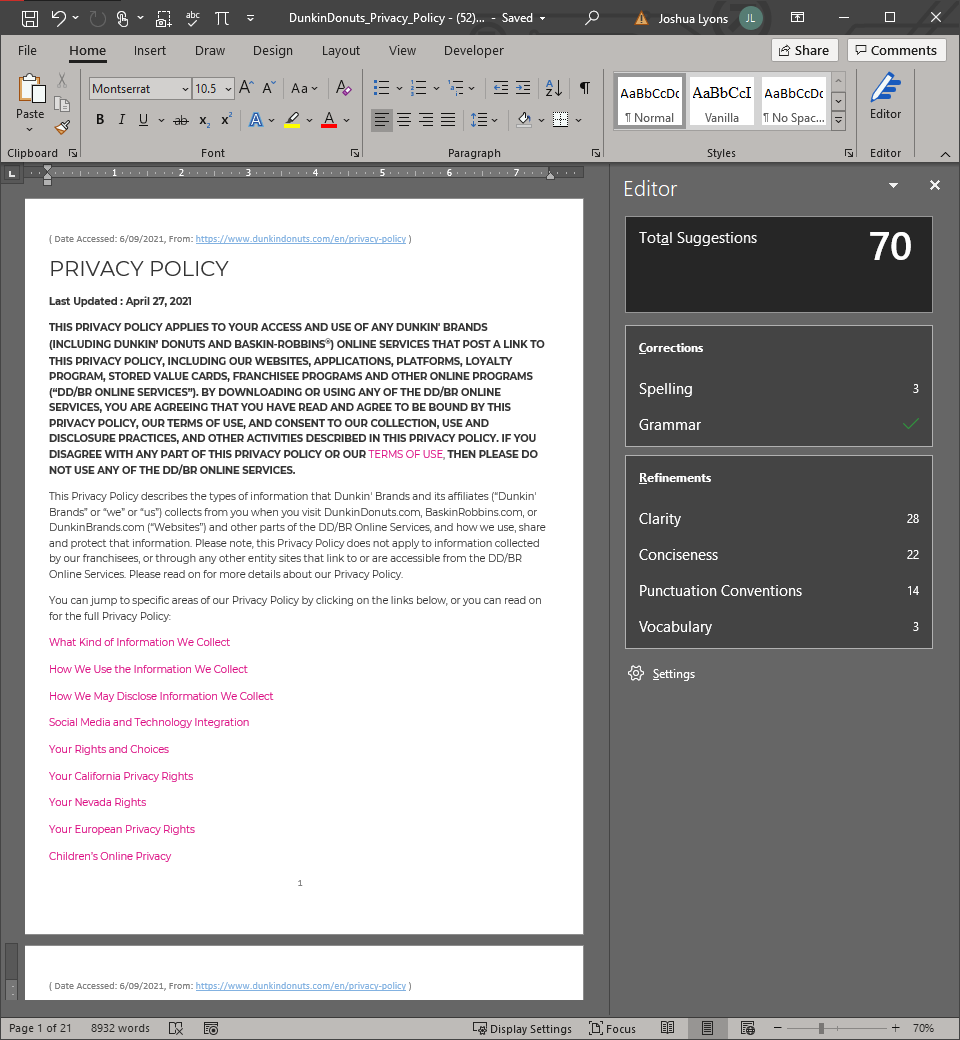 DunkinDonuts_Privacy_Policy - (52)... - Saved
Joshua Lyons JL
File Home Insert Draw Design Layout View Developer Share Comments
Paste
Montserrat 10.5 Aa
B I U ab x₂ x² A A
AaBbCcDc AaBbCcI AaBbCcDc
¶ Normal Vanilla ¶ No Spac...
Editor
Clipboard Font Paragraph Styles Editor
1 2 3 4 5 6 7
( Date Accessed: 6/09/2021, From: https://www.dunkindonuts.com/en/privacy-policy )
PRIVACY POLICY
Last Updated : April 27, 2021
THIS PRIVACY POLICY APPLIES TO YOUR ACCESS AND USE OF ANY DUNKIN' BRANDS
(INCLUDING DUNKIN’ DONUTS AND BASKIN-ROBBINS®) ONLINE SERVICES THAT POST A LINK TO
THIS PRIVACY POLICY, INCLUDING OUR WEBSITES, APPLICATIONS, PLATFORMS, LOYALTY
PROGRAM, STORED VALUE CARDS, FRANCHISEE PROGRAMS AND OTHER ONLINE PROGRAMS
(“DD/BR ONLINE SERVICES”). BY DOWNLOADING OR USING ANY OF THE DD/BR ONLINE
SERVICES, YOU ARE AGREEING THAT YOU HAVE READ AND AGREE TO BE BOUND BY THIS
PRIVACY POLICY, OUR TERMS OF USE, AND CONSENT TO OUR COLLECTION, USE AND
DISCLOSURE PRACTICES, AND OTHER ACTIVITIES DESCRIBED IN THIS PRIVACY POLICY. IF YOU
DISAGREE WITH ANY PART OF THIS PRIVACY POLICY OR OUR TERMS OF USE, THEN PLEASE DO
NOT USE ANY OF THE DD/BR ONLINE SERVICES.
This Privacy Policy describes the types of information that Dunkin' Brands and its affiliates (“Dunkin'
Brands” or “we” or “us”) collects from you when you visit DunkinDonuts.com, BaskinRobbins.com, or
DunkinBrands.com (“Websites”) and other parts of the DD/BR Online Services, and how we use, share
and protect that information. Please note, this Privacy Policy does not apply to information collected
by our franchisees, or through any other entity sites that link to or are accessible from the DD/BR
Online Services. Please read on for more details about our Privacy Policy.
You can jump to specific areas of our Privacy Policy by clicking on the links below, or you can read on
for the full Privacy Policy:
What Kind of Information We Collect
How We Use the Information We Collect
How We May Disclose Information We Collect
Social Media and Technology Integration
Your Rights and Choices
Your California Privacy Rights
Your Nevada Rights
Your European Privacy Rights
Children’s Online Privacy
1
( Date Accessed: 6/09/2021, From: https://www.dunkindonuts.com/en/privacy-policy )
Editor
Total Suggestions 70
Corrections
Spelling 3
Grammar
Refinements
Clarity 28
Conciseness 22
Punctuation Conventions 14
Vocabulary 3
Settings
Page 1 of 21 8932 words Display Settings Focus 70%